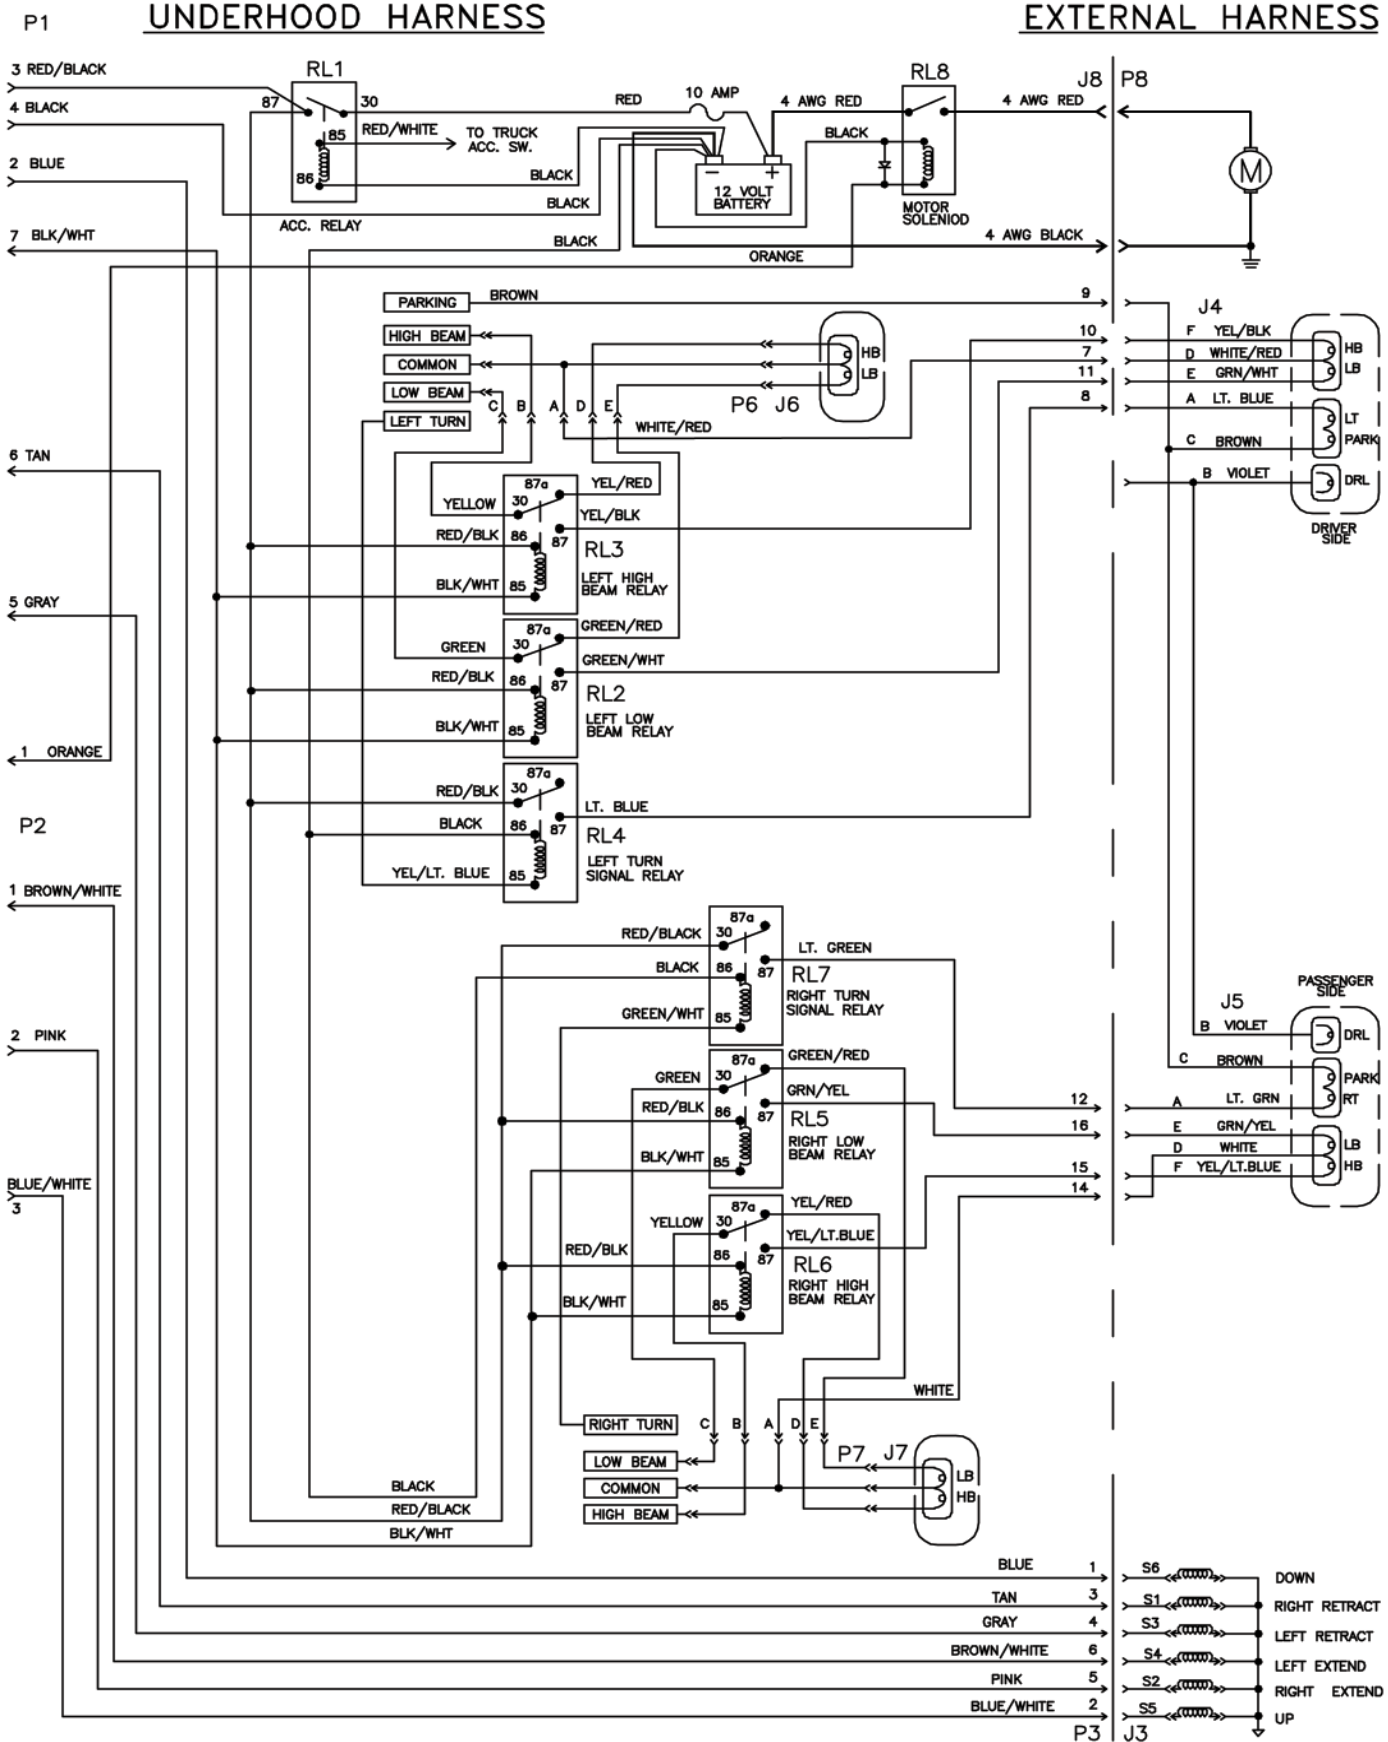 P1
UNDERHOOD HARNESS
EXTERNAL HARNESS
3 RED/BLACK
4 BLACK
2 BLUE
7 BLK/WHT
6 TAN
5 GRAY
1 ORANGE
P2
1 BROWN/WHITE
2 PINK
BLUE/WHITE
3
RL1
87
30
85
86
RED/WHITE
TO TRUCK
ACC. SW.
ACC. RELAY
RED
10 AMP
BLACK
BLACK
BLACK
− +
12 VOLT
BATTERY
4 AWG RED
BLACK
RL8
MOTOR
SOLENIOD
4 AWG RED
J8
P8
M
4 AWG BLACK
ORANGE
PARKING
BROWN
9
HIGH BEAM
COMMON
LOW BEAM
LEFT TURN
C B A D E
HB
LB
P6 J6
WHITE/RED
10
7
11
8
J4
F YEL/BLK
D WHITE/RED
E GRN/WHT
A LT. BLUE
C BROWN
B VIOLET
HB
LB
LT
PARK
DRL
DRIVER
SIDE
87a
YEL/RED
YELLOW
30
YEL/BLK
RED/BLK
86
87
RL3
BLK/WHT
85
LEFT HIGH
BEAM RELAY
87a
GREEN/RED
GREEN
30
GREEN/WHT
RED/BLK
86
87
RL2
BLK/WHT
85
LEFT LOW
BEAM RELAY
87a
RED/BLK
30
LT. BLUE
BLACK
86
87
RL4
YEL/LT. BLUE
85
LEFT TURN
SIGNAL RELAY
87a
RED/BLACK
30
LT. GREEN
BLACK
86
87
RL7
GREEN/WHT
85
RIGHT TURN
SIGNAL RELAY
87a
GREEN/RED
GREEN
30
GRN/YEL
RED/BLK
86
87
RL5
BLK/WHT
85
RIGHT LOW
BEAM RELAY
87a
YEL/RED
YELLOW
30
YEL/LT.BLUE
RED/BLK
86
87
RL6
BLK/WHT
85
RIGHT HIGH
BEAM RELAY
12
16
15
14
PASSENGER
SIDE
J5
B VIOLET
C BROWN
A LT. GRN
E GRN/YEL
D WHITE
F YEL/LT.BLUE
DRL
PARK
RT
LB
HB
WHITE
RIGHT TURN
LOW BEAM
COMMON
HIGH BEAM
C B A D E
P7 J7
LB
HB
BLACK
RED/BLACK
BLK/WHT
BLUE 1 S6 DOWN
TAN 3 S1 RIGHT RETRACT
GRAY 4 S3 LEFT RETRACT
BROWN/WHITE 6 S4 LEFT EXTEND
PINK 5 S2 RIGHT EXTEND
BLUE/WHITE 2 S5 UP
P3 J3